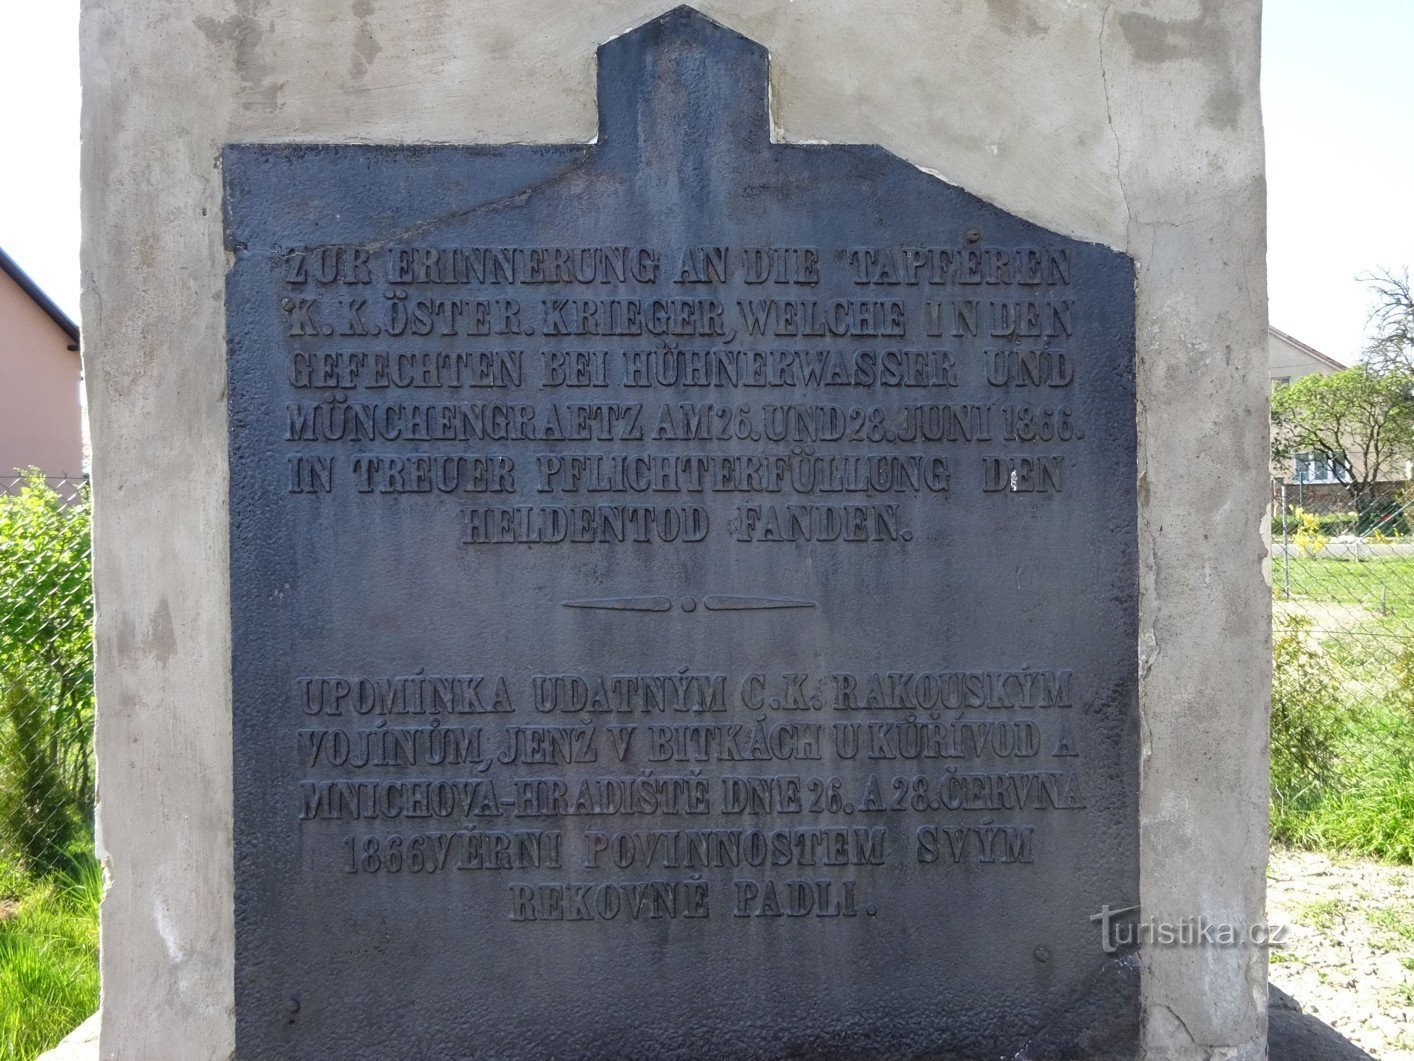 ZUR ERINNERUNG AN DIE TAPFEREN
K. K. ÖSTER. KRIEGER, WELCHE IN DEN
GEFECHTEN BEI HÜHNERWASSER UND
MÜNCHENGRAETZ AM 26. UND 28. JUNI 1866.
IN TREUER PFLICHTERFÜLLUNG DEN
HELDENTOD FANDEN.
UPOMÍNKA UDATNÝM C. K. RAKOUSKÝM
VOJÍNŮM, JENŽ V BITKÁCH U KŮŘÍVOD A
MNICHOVA-HRADIŠTĚ DNE 26. A 28. ČERVNA
1866. VĚRNI POVINNOSTEM SVÝM
REKOVNĚ PADLI.
Turistika.cz